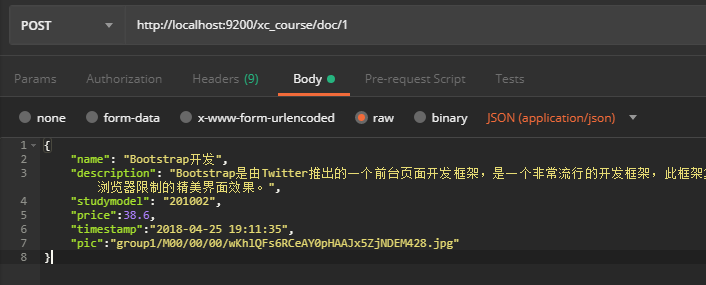 POST http://localhost:9200/xc_course/doc/1
Params Authorization Headers (9) Body Pre-request Script Tests
none form-data x-www-form-urlencoded raw binary JSON (application/json)
1 {
2 "name": "Bootstrap开发",
3 "description": "Bootstrap是由Twitter推出的一个前台页面开发框架，是一个非常流行的开发框架，此框架
浏览器限制的精美界面效果。",
4 "studymodel": "201002",
5 "price":38.6,
6 "timestamp":"2018-04-25 19:11:35",
7 "pic":"group1/M00/00/00/wKhlQFs6RCeAY0pHAAJx5ZjNDEM428.jpg"
8 }